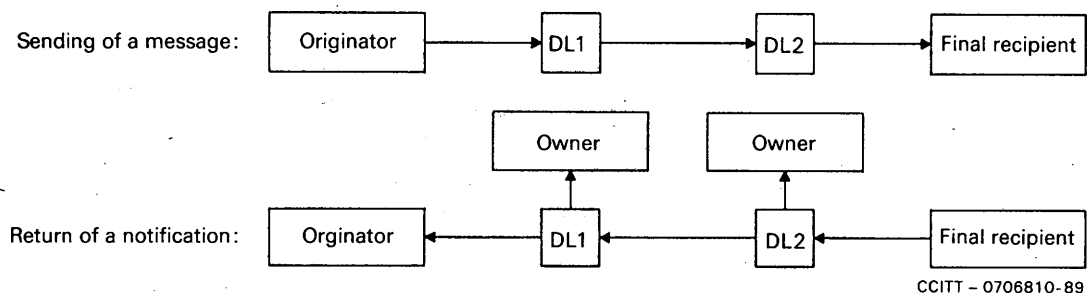 Sending of a message: Originator DL1 DL2 Final recipient
Owner Owner
Return of a notification: Orginator DL1 DL2 Final recipient
CCITT – 0706810-89